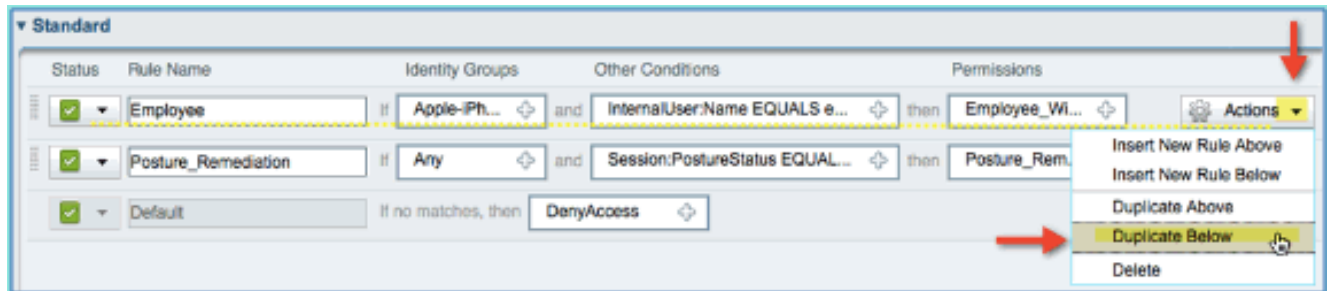 Standard
Status Rule Name Identity Groups Other Conditions Permissions
Employee If Apple-iPh... and InternalUser:Name EQUALS e... then Employee_Wi... Actions
Insert New Rule Above
Posture_Remediation If Any and Session:PostureStatus EQUAL... then Posture_Rem.
Insert New Rule Below
Default If no matches, then DenyAccess
Duplicate Above
Duplicate Below
Delete